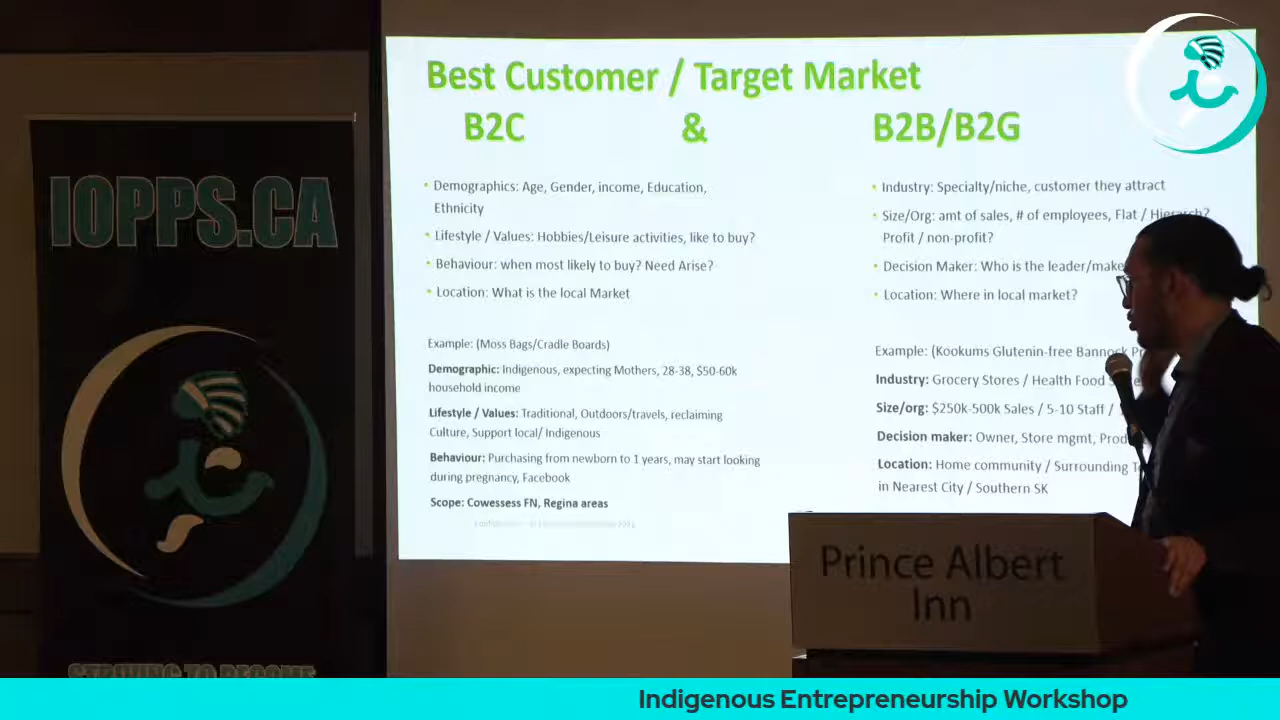 IOPPS.CA
STRIVING TO BECOME
Best Customer / Target Market
B2C & B2B/B2G
• Demographics: Age, Gender, income, Education,
Ethnicity
• Lifestyle / Values: Hobbies/Leisure activities, like to buy?
• Behaviour: when most likely to buy? Need Arise?
• Location: What is the local Market
Example: (Moss Bags/Cradle Boards)
Demographic: Indigenous, expecting Mothers, 28-38, $50-60k
household income
Lifestyle / Values: Traditional, Outdoors/travels, reclaiming
Culture, Support local/ Indigenous
Behaviour: Purchasing from newborn to 1 years, may start looking
during pregnancy, Facebook
Scope: Cowessess FN, Regina areas
• Industry: Specialty/niche, customer they attract
• Size/Org: amt of sales, # of employees, Flat / Hierarch?
Profit / non-profit?
• Decision Maker: Who is the leader/make
• Location: Where in local market?
Example: (Kookums Glutenin-free Bannock
Industry: Grocery Stores / Health Food
Size/org: $250k-500k Sales / 5-10 Staff /
Decision maker: Owner, Store mgmt,
Location: Home community / Surrounding
in Nearest City / Southern SK
Prince Albert
Inn
Indigenous Entrepreneurship Workshop